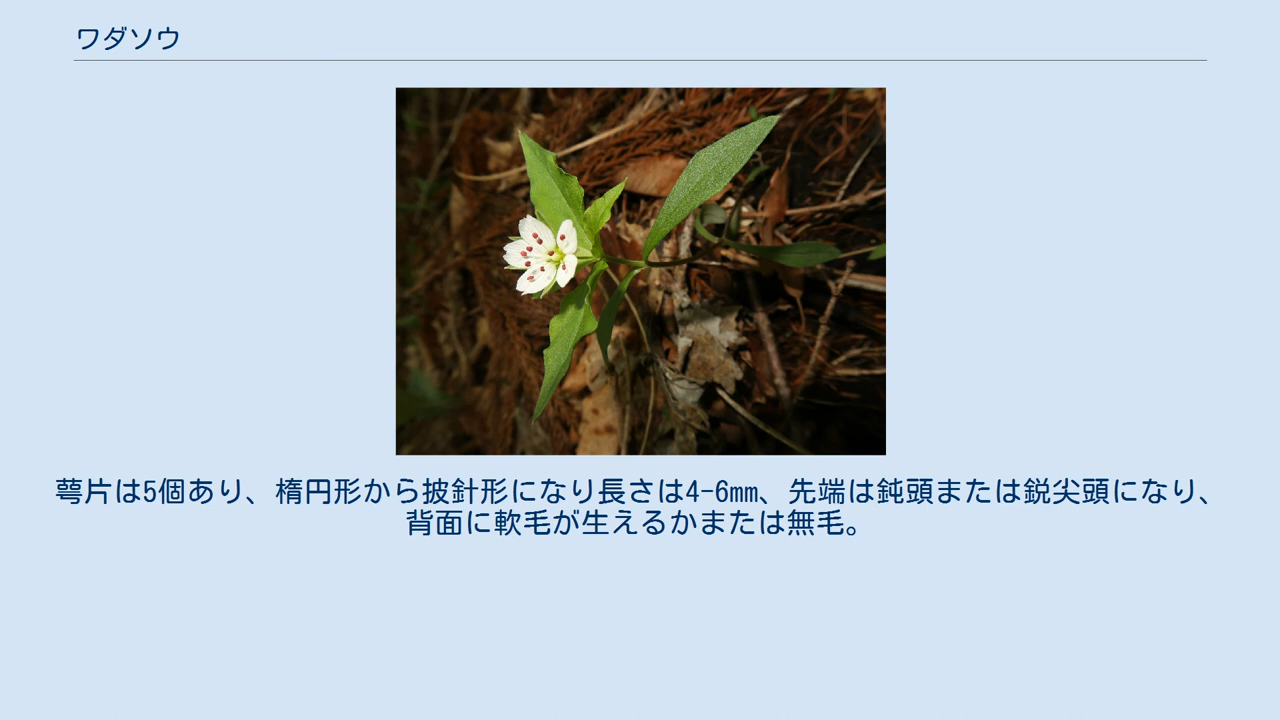 ワダソウ
萼片は5個あり、楕円形から披針形になり長さは4-6mm、先端は鈍頭または鋭尖頭になり、
背面に軟毛が生えるかまたは無毛。